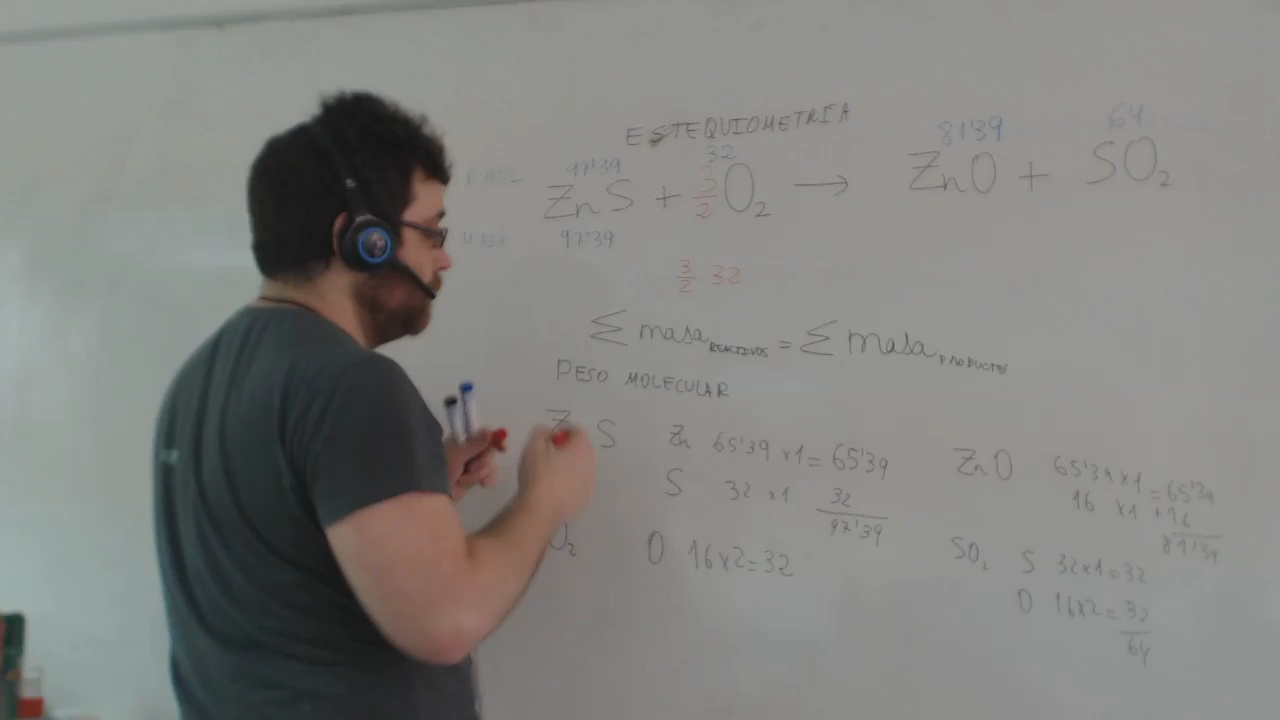 ESTEQUIOMETRIA
97'39 32 81'39 64
ZnS + 3/2 O₂ → ZnO + SO₂
MASA 97'39
3/2 32
Σ masa REACTIVOS = Σ masa PRODUCTOS
PESO MOLECULAR
Zn S
Zn 65'39 x1 = 65'39
S 32 x1 32
97'39
O₂ O 16x2=32
ZnO 65'39 x1 = 65'39
16 x1 +16
81'39
SO₂ S 32x1=32
O 16x2=32
64